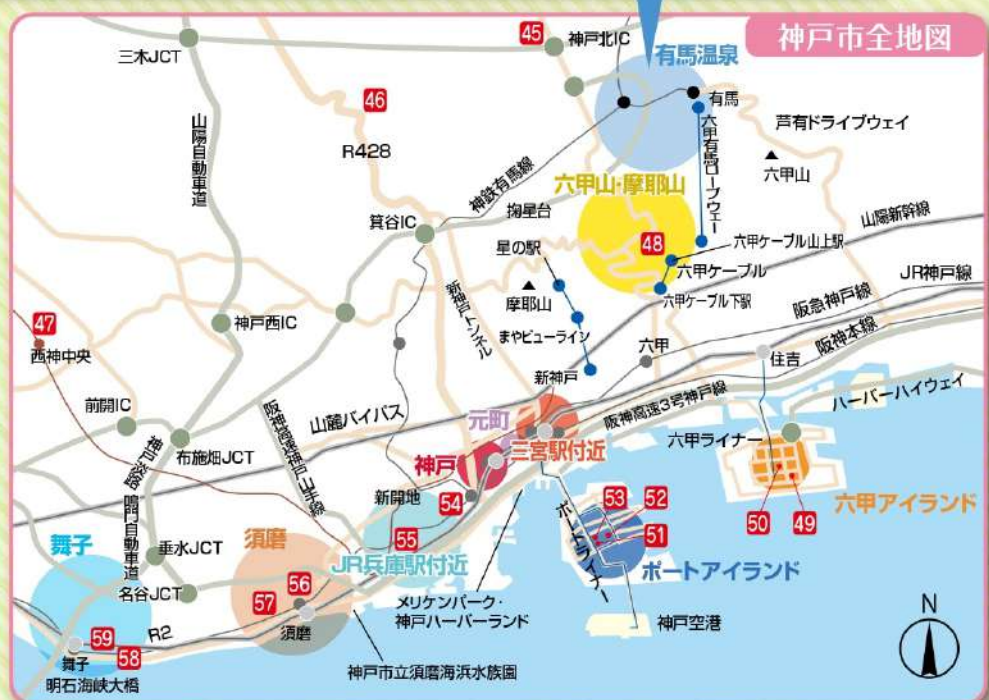 神戸市全地図
45
神戸北IC
三木JCT
有馬温泉
有馬
46
R428
山陽自動車道
芦有ドライブウェイ
六甲有馬ロープウェー
六甲山
神鉄有馬線
六甲山・摩耶山
掬星台
箕谷IC
山陽新幹線
48
六甲ケーブル山上駅
星の駅
六甲ケーブル
JR神戸線
六甲ケーブル下駅
摩耶山
新神戸トンネル
阪急神戸線
47
神戸西IC
まやビューライン
阪神本線
西神中央
六甲
住吉
新神戸
前開IC
阪神高速神戸山手線
山麓バイパス
元町
阪神高速3号神戸線
ハーバーハイウェイ
神戸淡路鳴門自動車道
布施畑JCT
三宮駅付近
六甲ライナー
神戸
新開地
54
53
52
51
50
49
六甲アイランド
ポートライナー
舞子
垂水JCT
須磨
55
JR兵庫駅付近
ポートアイランド
名谷JCT
56
57
メリケンパーク・
神戸ハーバーランド
神戸空港
N
R2
須磨
59
58
舞子
神戸市立須磨海浜水族園
明石海峡大橋